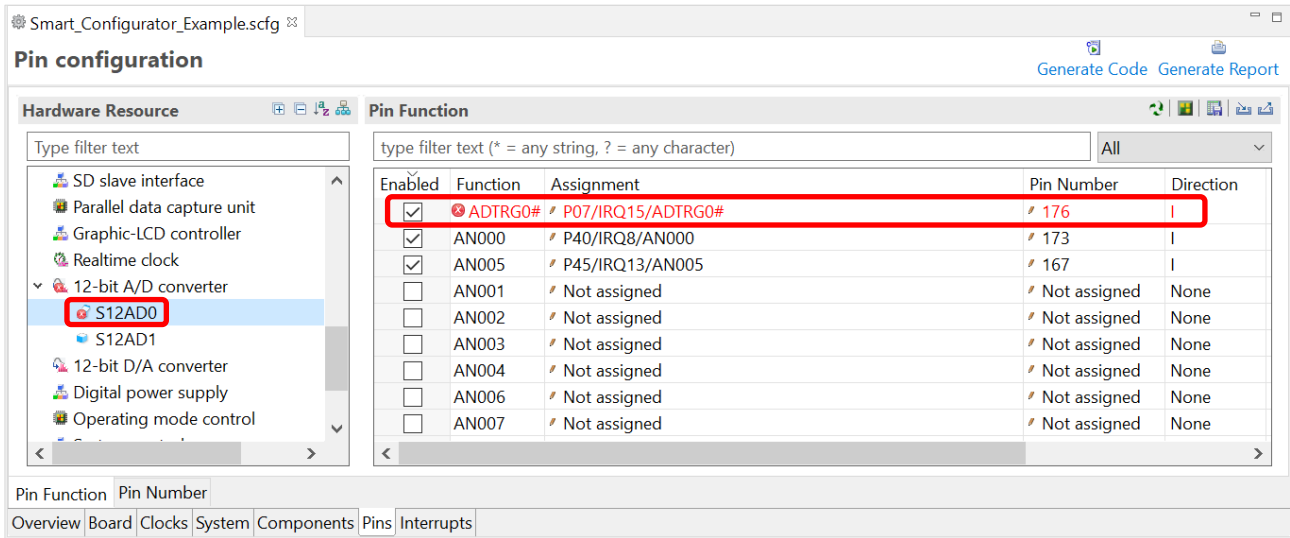 Smart_Configurator_Example.scfg
Pin configuration
Generate Code Generate Report
Hardware Resource
Type filter text
SD slave interface
Parallel data capture unit
Graphic-LCD controller
Realtime clock
12-bit A/D converter
S12AD0
S12AD1
12-bit D/A converter
Digital power supply
Operating mode control
Pin Function
type filter text (* = any string, ? = any character) All
Enabled Function Assignment Pin Number Direction
ADTRG0# P07/IRQ15/ADTRG0# 176 I
AN000 P40/IRQ8/AN000 173 I
AN005 P45/IRQ13/AN005 167 I
AN001 Not assigned Not assigned None
AN002 Not assigned Not assigned None
AN003 Not assigned Not assigned None
AN004 Not assigned Not assigned None
AN006 Not assigned Not assigned None
AN007 Not assigned Not assigned None
Pin Function Pin Number
Overview Board Clocks System Components Pins Interrupts